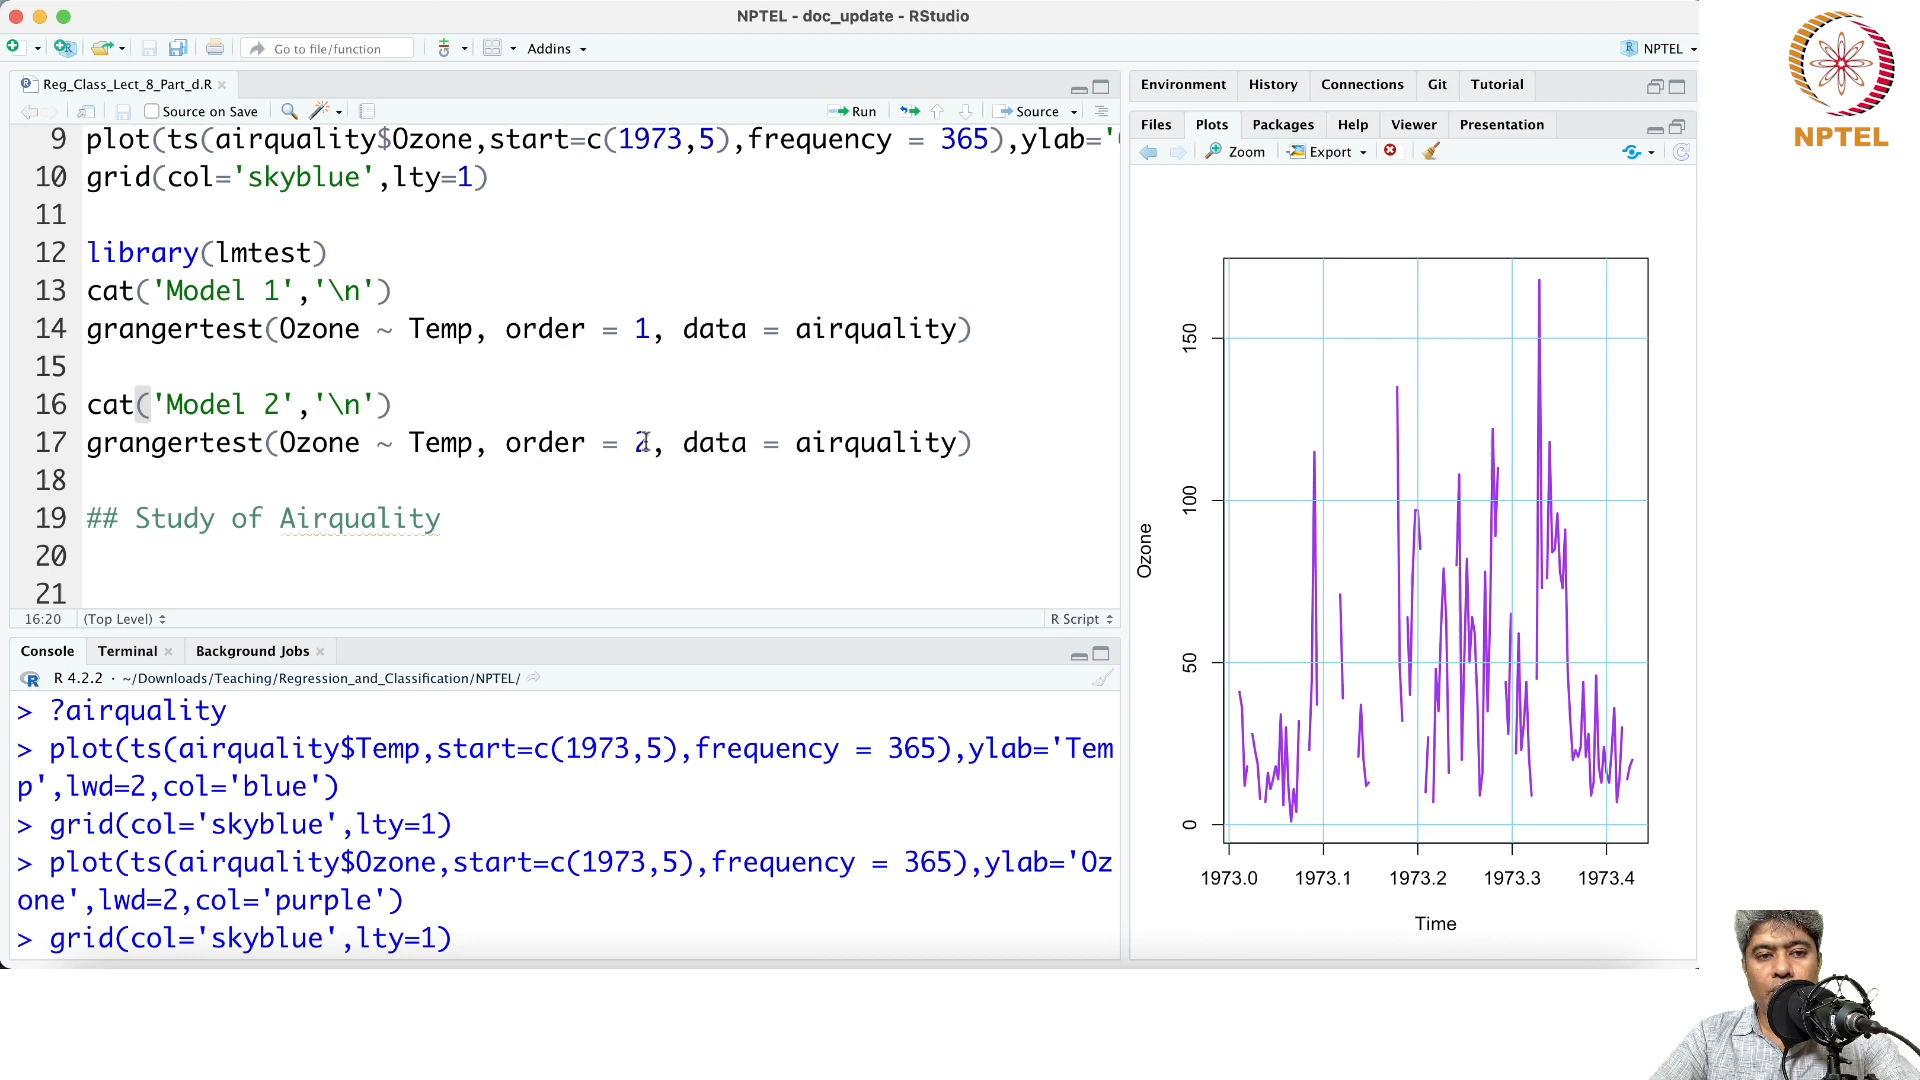 NPTEL - doc_update - RStudio
Go to file/function
Addins
NPTEL
Reg_Class_Lect_8_Part_d.R
Source on Save
Run
Source
9 plot(ts(airquality$Ozone,start=c(1973,5),frequency = 365),ylab='
10 grid(col='skyblue',lty=1)
11
12 library(lmtest)
13 cat('Model 1','\n')
14 grangertest(Ozone ~ Temp, order = 1, data = airquality)
15
16 cat('Model 2','\n')
17 grangertest(Ozone ~ Temp, order = 2, data = airquality)
18
19 ## Study of Airquality
20
21
16:20 (Top Level) R Script
Console Terminal Background Jobs
R 4.2.2 · ~/Downloads/Teaching/Regression_and_Classification/NPTEL/
> ?airquality
> plot(ts(airquality$Temp,start=c(1973,5),frequency = 365),ylab='Tem
p',lwd=2,col='blue')
> grid(col='skyblue',lty=1)
> plot(ts(airquality$Ozone,start=c(1973,5),frequency = 365),ylab='Oz
one',lwd=2,col='purple')
> grid(col='skyblue',lty=1)
Environment History Connections Git Tutorial
Files Plots Packages Help Viewer Presentation
Zoom Export
150
100
50
0
Ozone
1973.0 1973.1 1973.2 1973.3 1973.4
Time
NPTEL